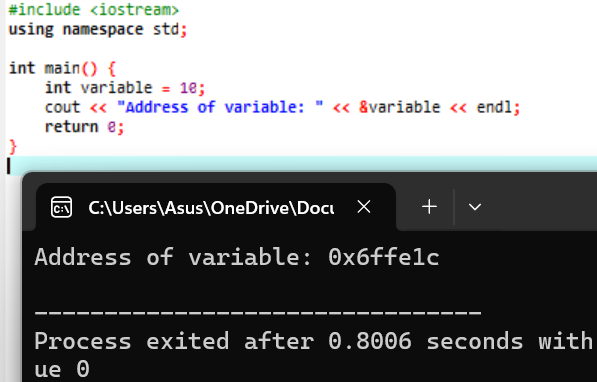 #include <iostream>
using namespace std;
int main() {
int variable = 10;
cout << "Address of variable: " << &variable << endl;
return 0;
}
C:\Users\Asus\OneDrive\Docu
Address of variable: 0x6ffe1c
--------------------------------
Process exited after 0.8006 seconds with
ue 0